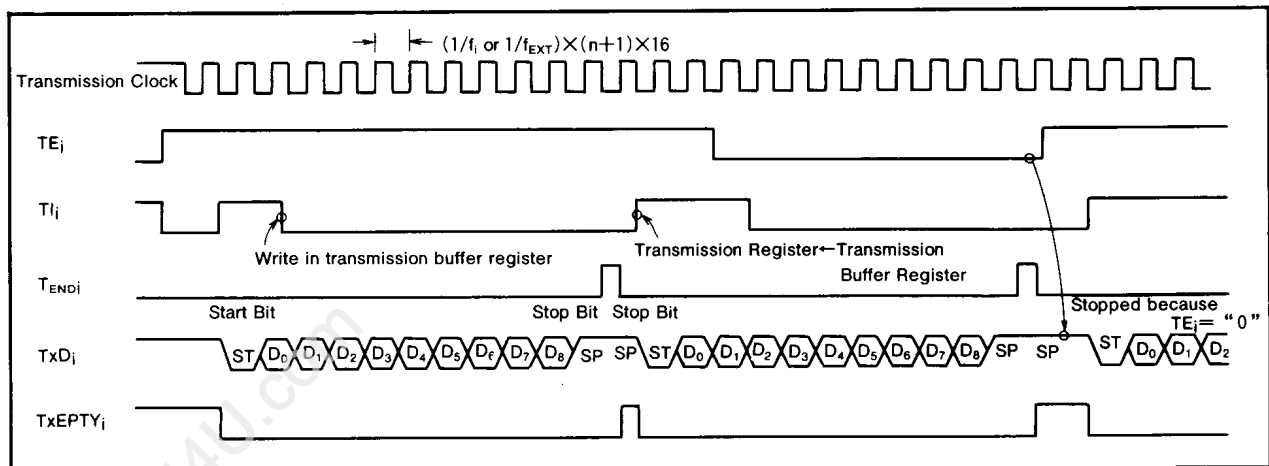 (1/fi or 1/fEXT)×(n+1)×16
Transmission Clock
TEi
TIi
Write in transmission buffer register
Transmission Register←Transmission
Buffer Register
TENDi
Start Bit
Stop Bit
Stop Bit
Stopped because
TEi= "0"
TxDi
ST D0 D1 D2 D3 D4 D5 D6 D7 D8 SP SP ST D0 D1 D2 D3 D4 D5 D6 D7 D8 SP SP ST D0 D1 D2
TxEPTYi
4U.com